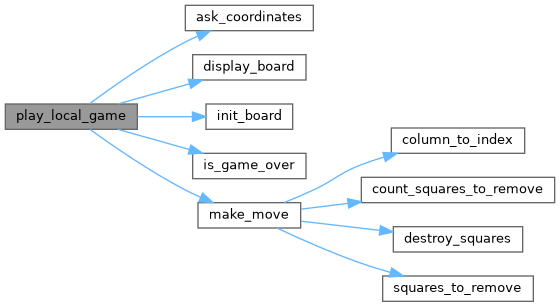 ask_coordinates
display_board
play_local_game
init_board
column_to_index
is_game_over
count_squares_to_remove
make_move
destroy_squares
squares_to_remove